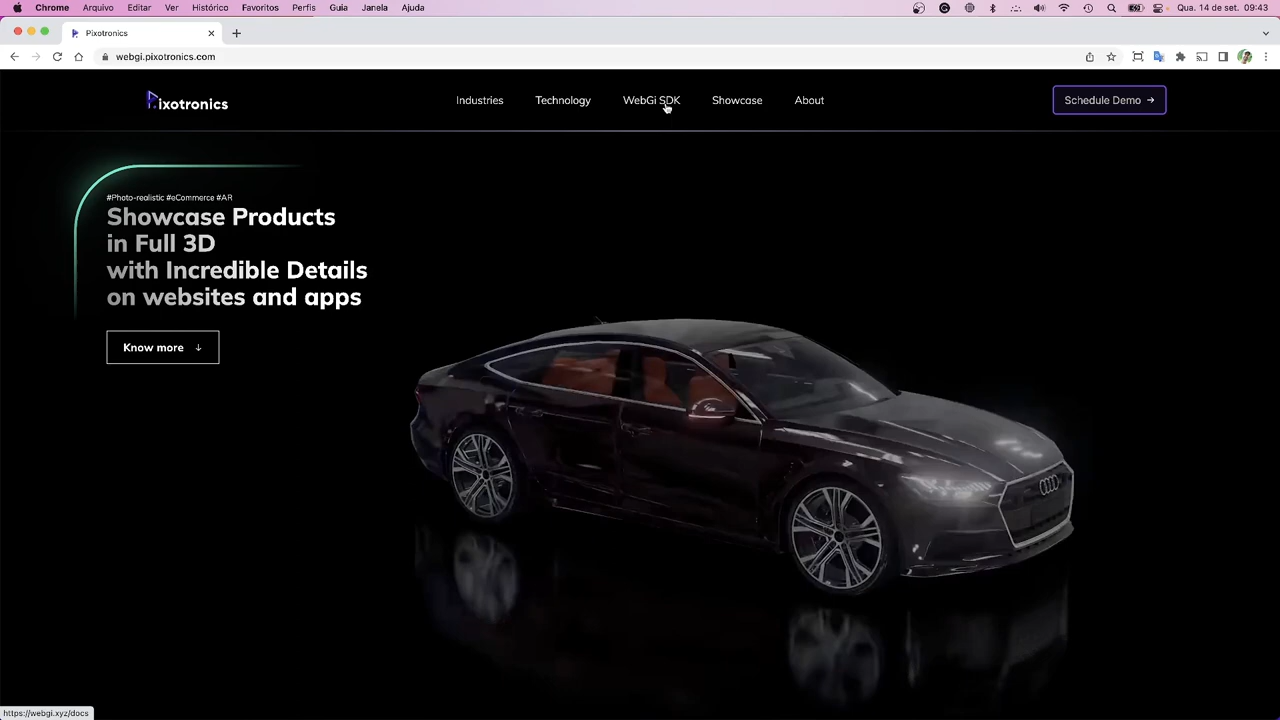 Chrome Arquivo Editar Ver Histórico Favoritos Perfis Guia Janela Ajuda Qua. 14 de set. 09:43
Pixotronics
webgi.pixotronics.com
Pixotronics Industries Technology WebGi SDK Showcase About Schedule Demo →
#Photo-realistic #eCommerce #AR
Showcase Products
in Full 3D
with Incredible Details
on websites and apps
Know more ↓
https://webgi.xyz/docs